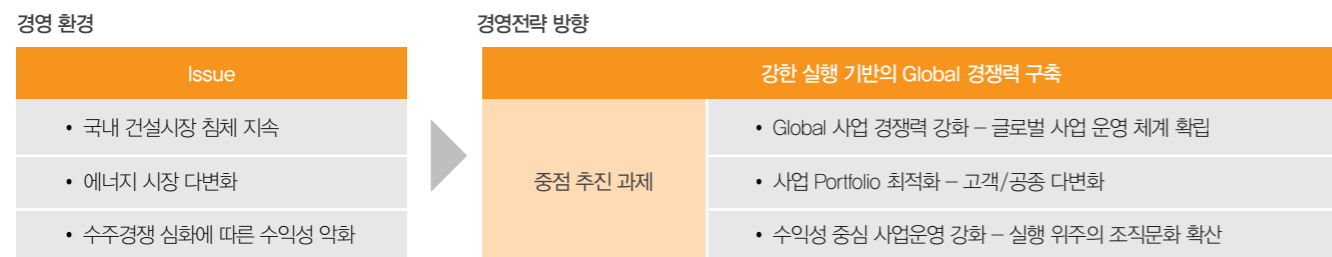 경영 환경
Issue
• 국내 건설시장 침체 지속
• 에너지 시장 다변화
• 수주경쟁 심화에 따른 수익성 악화
경영전략 방향
강한 실행 기반의 Global 경쟁력 구축
중점 추진 과제
• Global 사업 경쟁력 강화 – 글로벌 사업 운영 체계 확립
• 사업 Portfolio 최적화 – 고객/공종 다변화
• 수익성 중심 사업운영 강화 – 실행 위주의 조직문화 확산